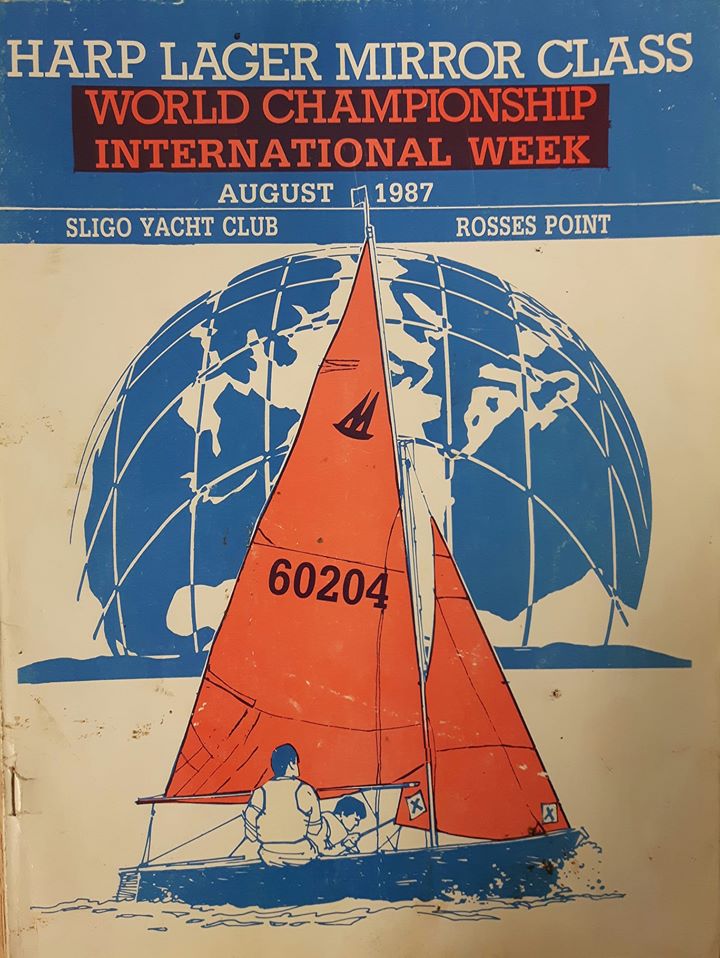 HARP LAGER MIRROR CLASS
WORLD CHAMPIONSHIP
INTERNATIONAL WEEK
AUGUST 1987
SLIGO YACHT CLUB ROSSES POINT
60204
X X